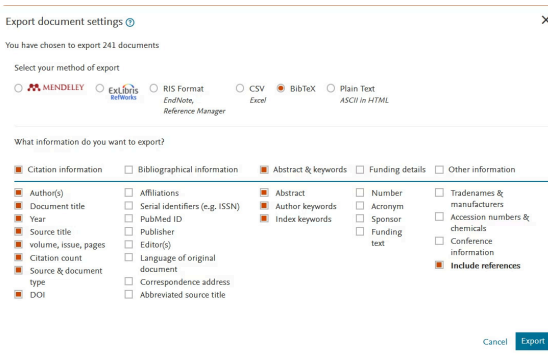 Export document settings
You have chosen to export 241 documents
Select your method of export
MENDELEY
ExLibris
RefWorks
RIS Format
EndNote,
Reference Manager
CSV
Excel
BibTeX
Plain Text
ASCII in HTML
What information do you want to export?
Citation information
Bibliographical information
Abstract & keywords
Funding details
Other information
Author(s)
Document title
Year
Source title
volume, issue, pages
Citation count
Source & document
type
DOI
Affiliations
Serial identifiers (e.g. ISSN)
PubMed ID
Publisher
Editor(s)
Language of original
document
Correspondence address
Abbreviated source title
Abstract
Author keywords
Index keywords
Number
Acronym
Sponsor
Funding
text
Tradenames &
manufacturers
Accession numbers &
chemicals
Conference
information
Include references
Cancel
Export